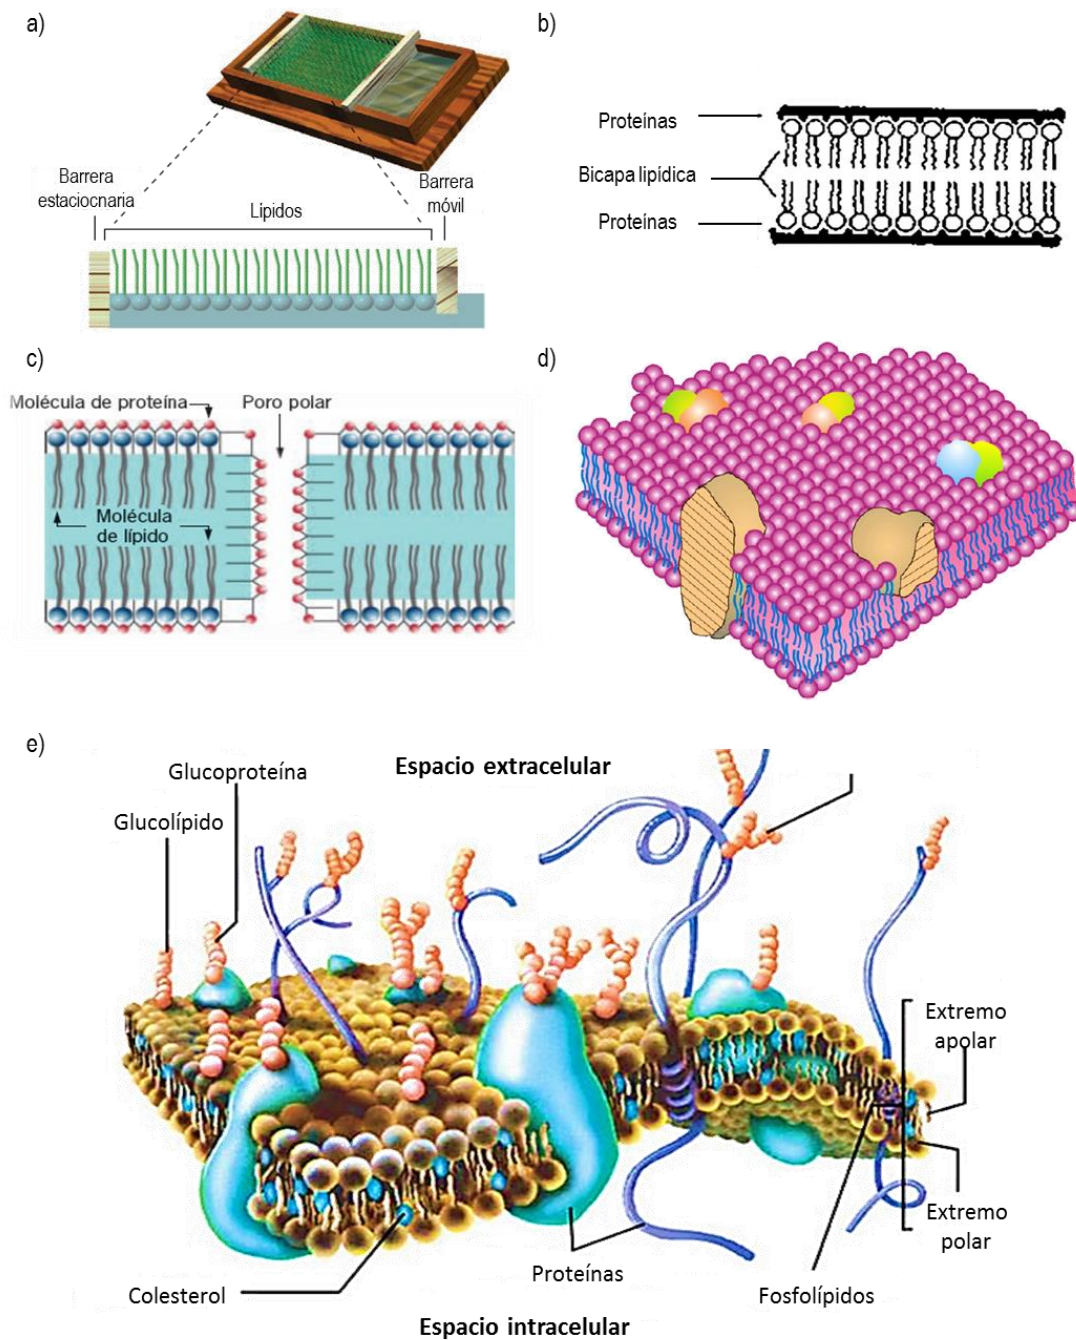 a)
Barrera
estaciocnaria
Lípidos
Barrera
móvil
b)
Proteínas
Bicapa lipídica
Proteínas
c)
Molécula de proteína
Poro polar
Molécula
de lípido
d)
e)
Espacio extracelular
Glucoproteína
Glucolípido
Extremo
apolar
Extremo
polar
Proteínas
Fosfolípidos
Colesterol
Espacio intracelular